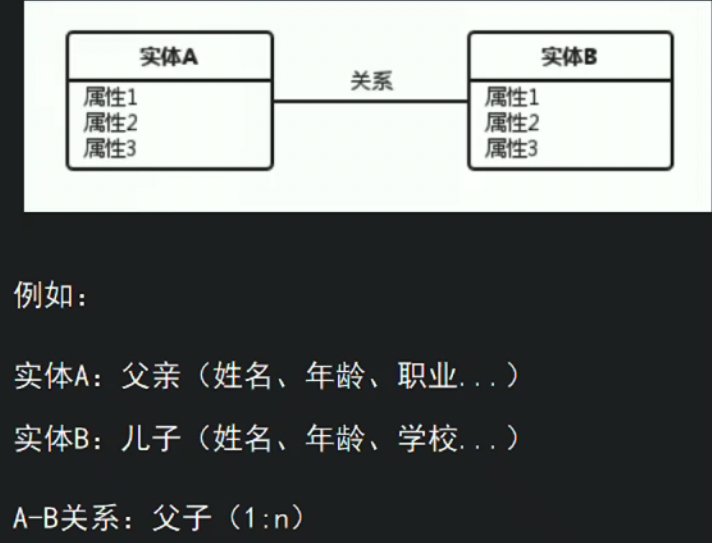 实体A
实体B
关系
属性1
属性2
属性3
属性1
属性2
属性3
例如：
实体A：父亲（姓名、年龄、职业...）
实体B：儿子（姓名、年龄、学校...）
A-B关系：父子（1:n）